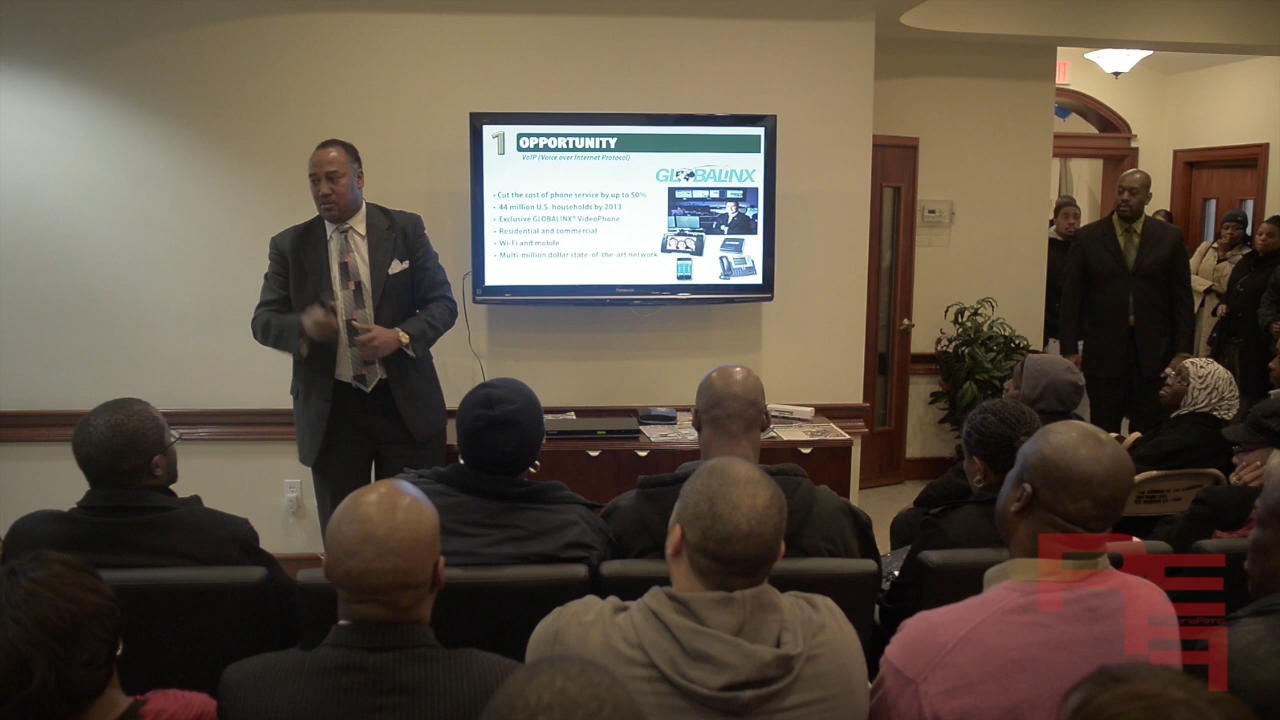 1 OPPORTUNITY
VoIP (Voice over Internet Protocol)
GLOBALINX
• Cut the cost of phone service by up to 50%
• 44 million U.S. households by 2013
• Exclusive GLOBALINX® VideoPhone
• Residential and commercial
• Wi-Fi and mobile
• Multi-million dollar state-of-the-art network
Panasonic